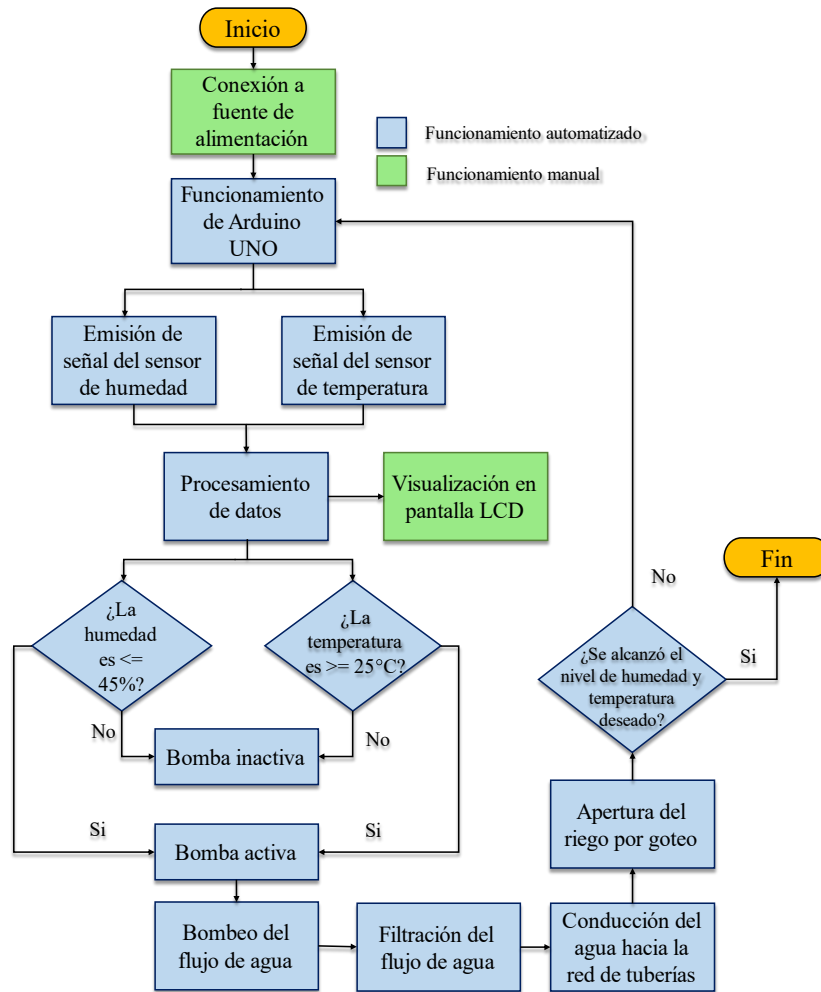 Inicio
Conexión a
fuente de
alimentación
Funcionamiento automatizado
Funcionamiento manual
Funcionamiento
de Arduino
UNO
Emisión de
señal del sensor
de humedad
Emisión de
señal del sensor
de temperatura
Procesamiento
de datos
Visualización en
pantalla LCD
Fin
No
Si
¿La
humedad
es <=
45%?
¿La
temperatura
es >= 25°C?
¿Se alcanzó el
nivel de humedad y
temperatura
deseado?
No
No
Bomba inactiva
Si
Si
Bomba activa
Apertura del
riego por goteo
Bombeo del
flujo de agua
Filtración del
flujo de agua
Conducción del
agua hacia la
red de tuberías